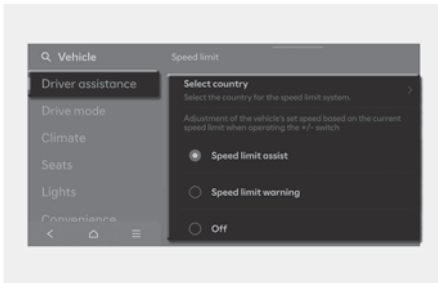 Vehicle
Speed limit
Driver assistance
Select country
Select the country for the speed limit system.
Drive mode
Adjustment of the vehicle's set speed based on the current
speed limit when operating the +/- switch
Climate
Speed limit assist
Seats
Speed limit warning
Lights
Convenience
Off